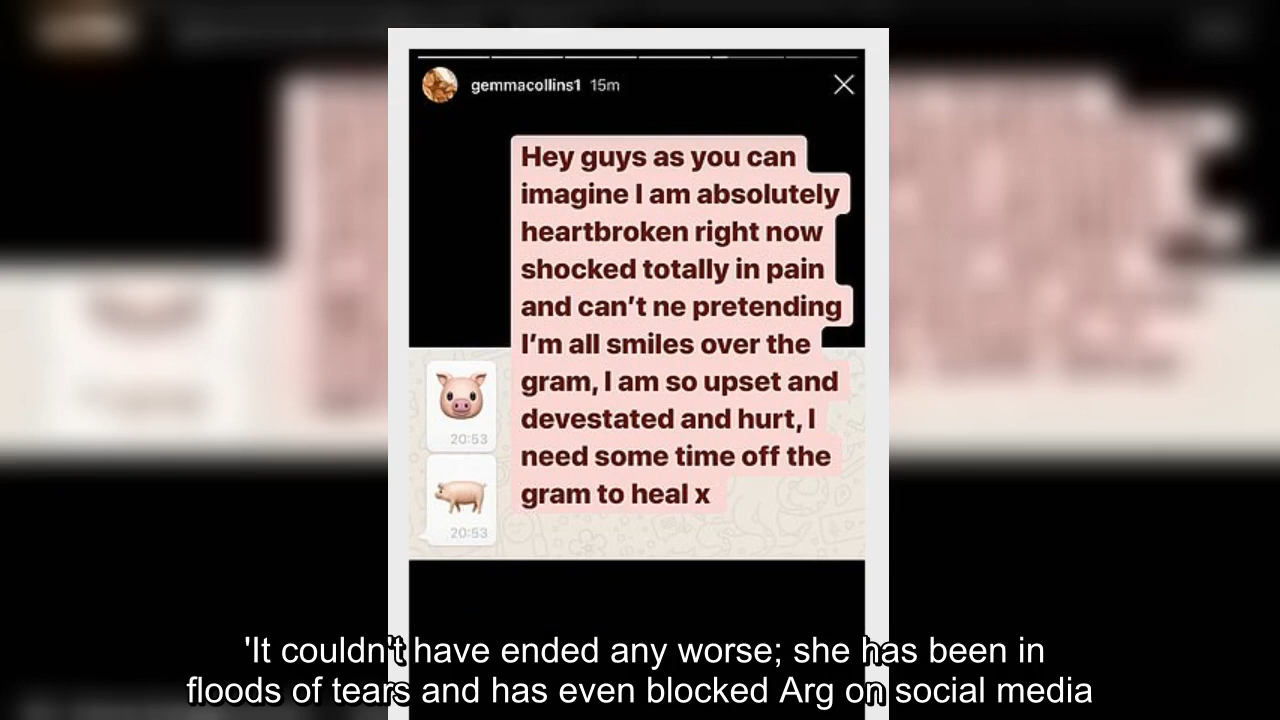 gemmacollins1 15m
Hey guys as you can
imagine I am absolutely
heartbroken right now
shocked totally in pain
and can't ne pretending
I'm all smiles over the
gram, I am so upset and
devestated and hurt, I
need some time off the
gram to heal x
20:53
20:53
'It couldn't have ended any worse; she has been in
floods of tears and has even blocked Arg on social media